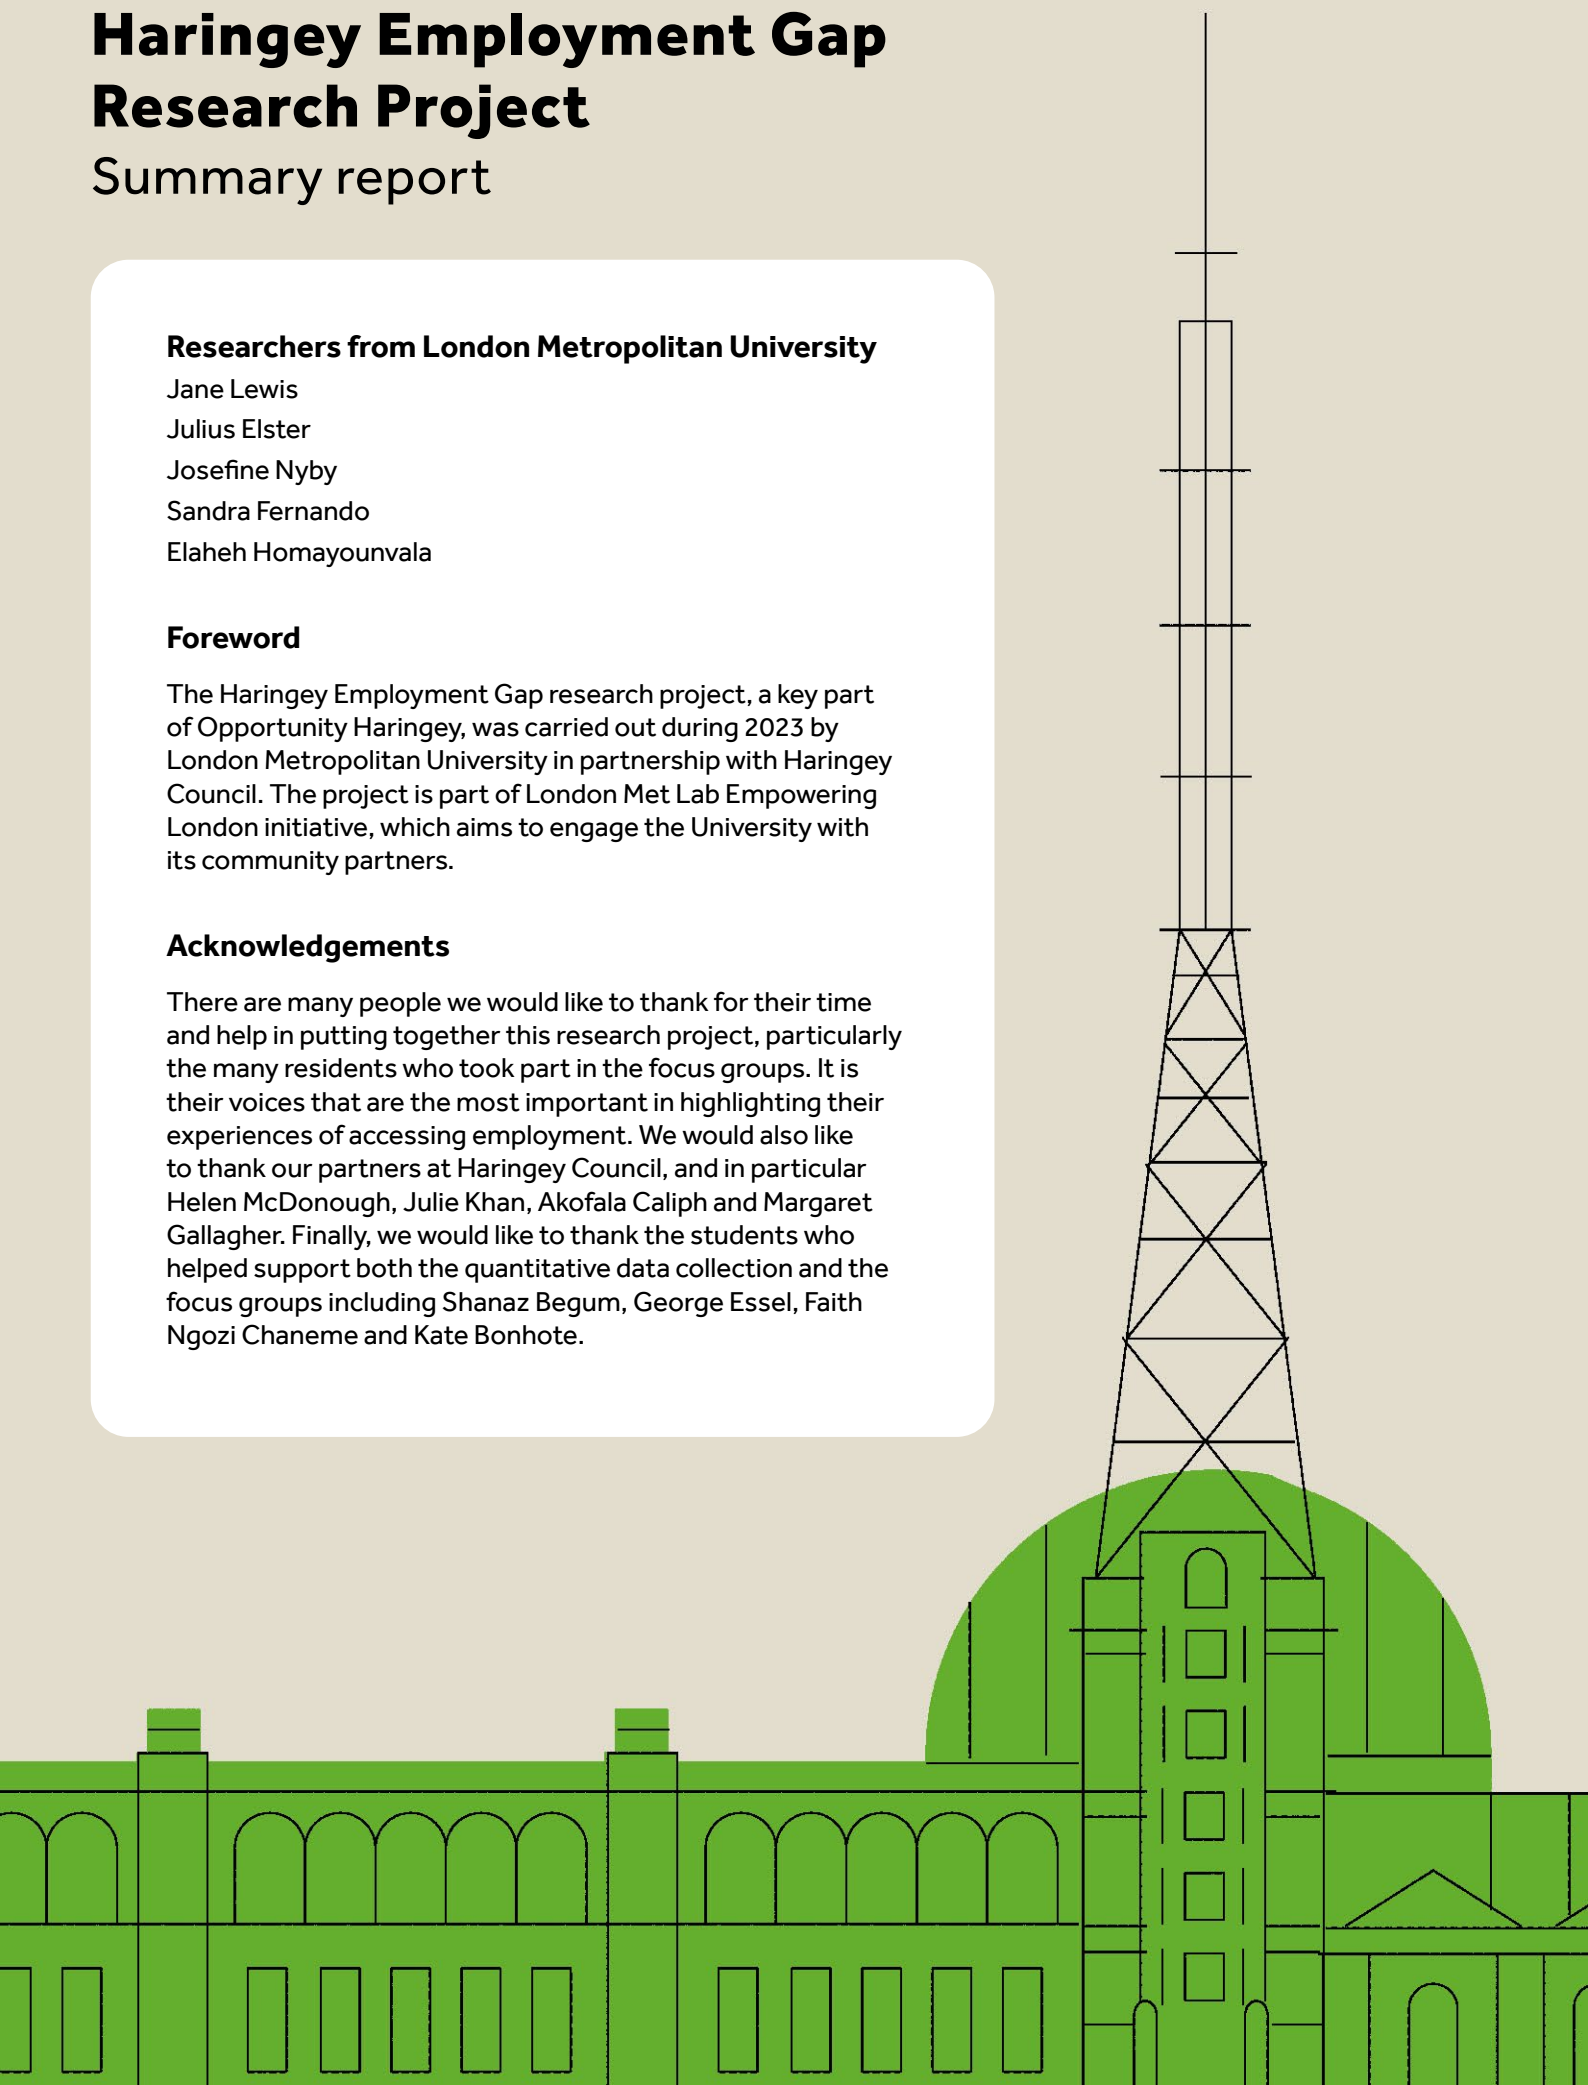 Haringey Employment Gap
Research Project
Summary report
Researchers from London Metropolitan University
Jane Lewis
Julius Elster
Josefine Nyby
Sandra Fernando
Elaheh Homayounvala
Foreword
The Haringey Employment Gap research project, a key part
of Opportunity Haringey, was carried out during 2023 by
London Metropolitan University in partnership with Haringey
Council. The project is part of London Met Lab Empowering
London initiative, which aims to engage the University with
its community partners.
Acknowledgements
There are many people we would like to thank for their time
and help in putting together this research project, particularly
the many residents who took part in the focus groups. It is
their voices that are the most important in highlighting their
experiences of accessing employment. We would also like
to thank our partners at Haringey Council, and in particular
Helen McDonough, Julie Khan, Akofala Caliph and Margaret
Gallagher. Finally, we would like to thank the students who
helped support both the quantitative data collection and the
focus groups including Shanaz Begum, George Essel, Faith
Ngozi Chaneme and Kate Bonhote.